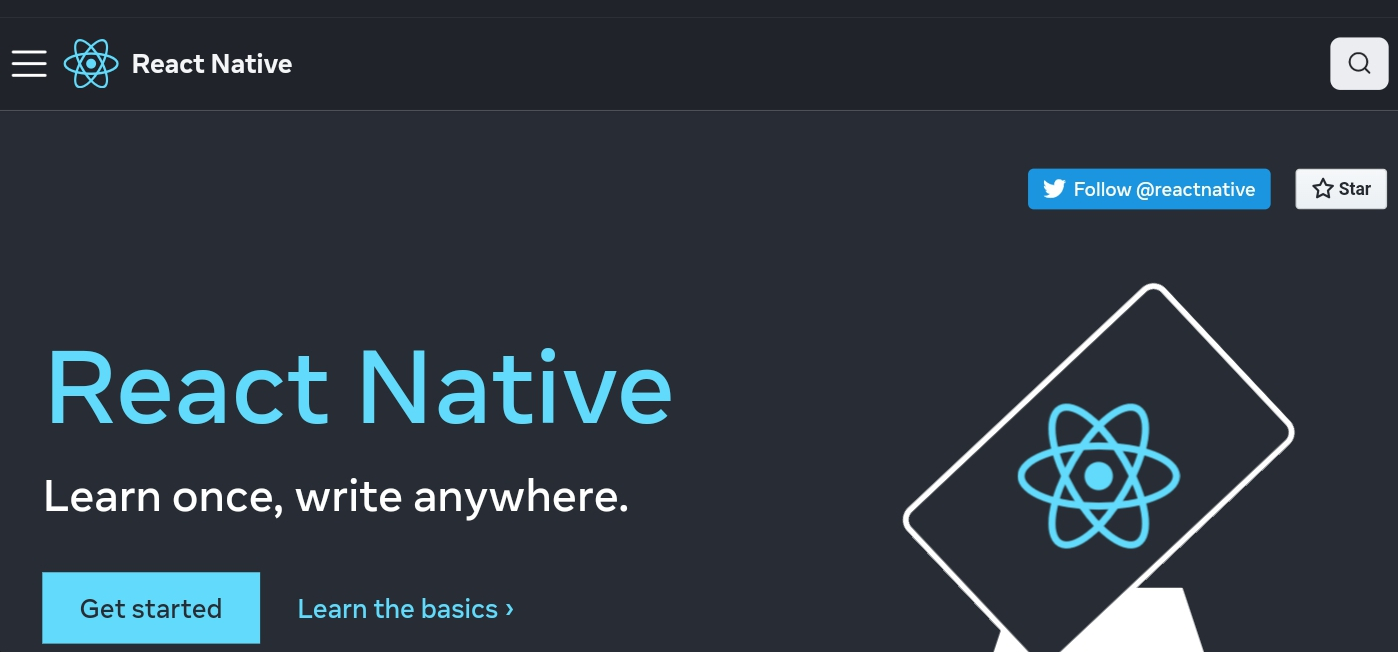 React Native
Follow @reactnative
Star
React Native
Learn once, write anywhere.
Get started
Learn the basics ›